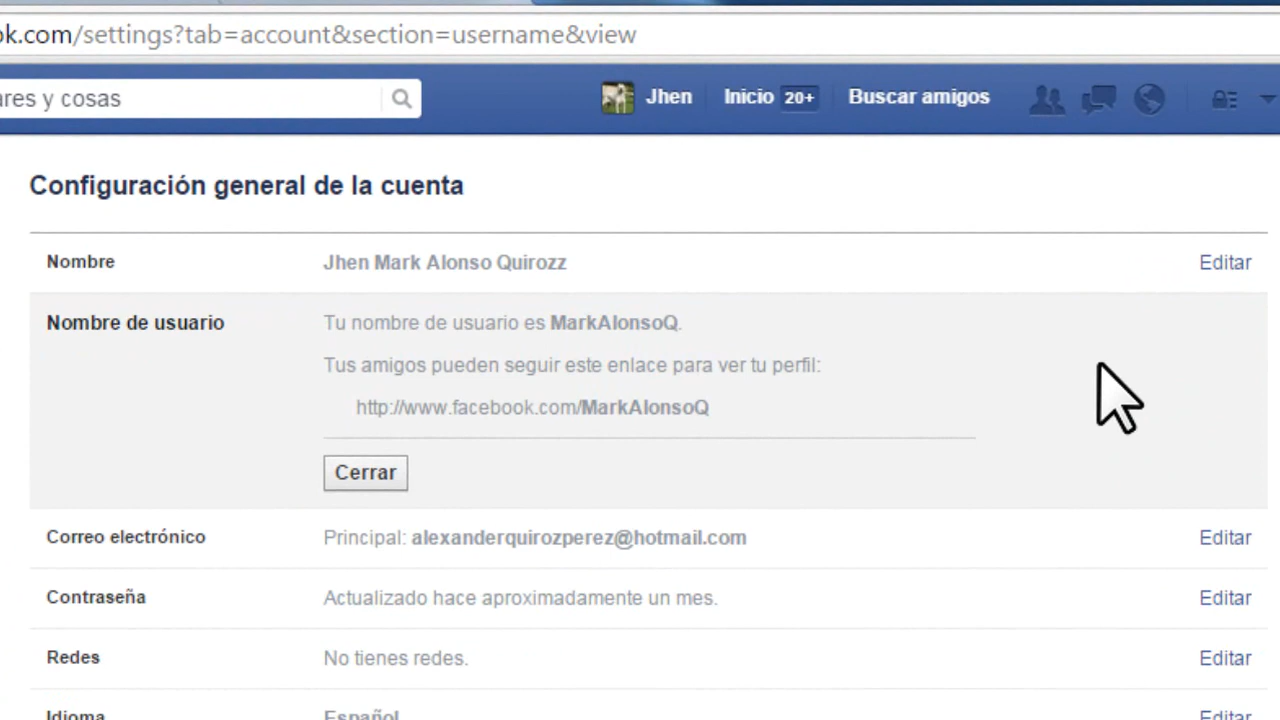 ok.com/settings?tab=account&section=username&view
ares y cosas
Jhen Inicio 20+ Buscar amigos
Configuración general de la cuenta
Nombre Jhen Mark Alonso Quirozz Editar
Nombre de usuario Tu nombre de usuario es MarkAlonsoQ.
Tus amigos pueden seguir este enlace para ver tu perfil:
http://www.facebook.com/MarkAlonsoQ
Cerrar
Correo electrónico Principal: alexanderquirozperez@hotmail.com Editar
Contraseña Actualizado hace aproximadamente un mes. Editar
Redes No tienes redes. Editar
Idioma Español Editar